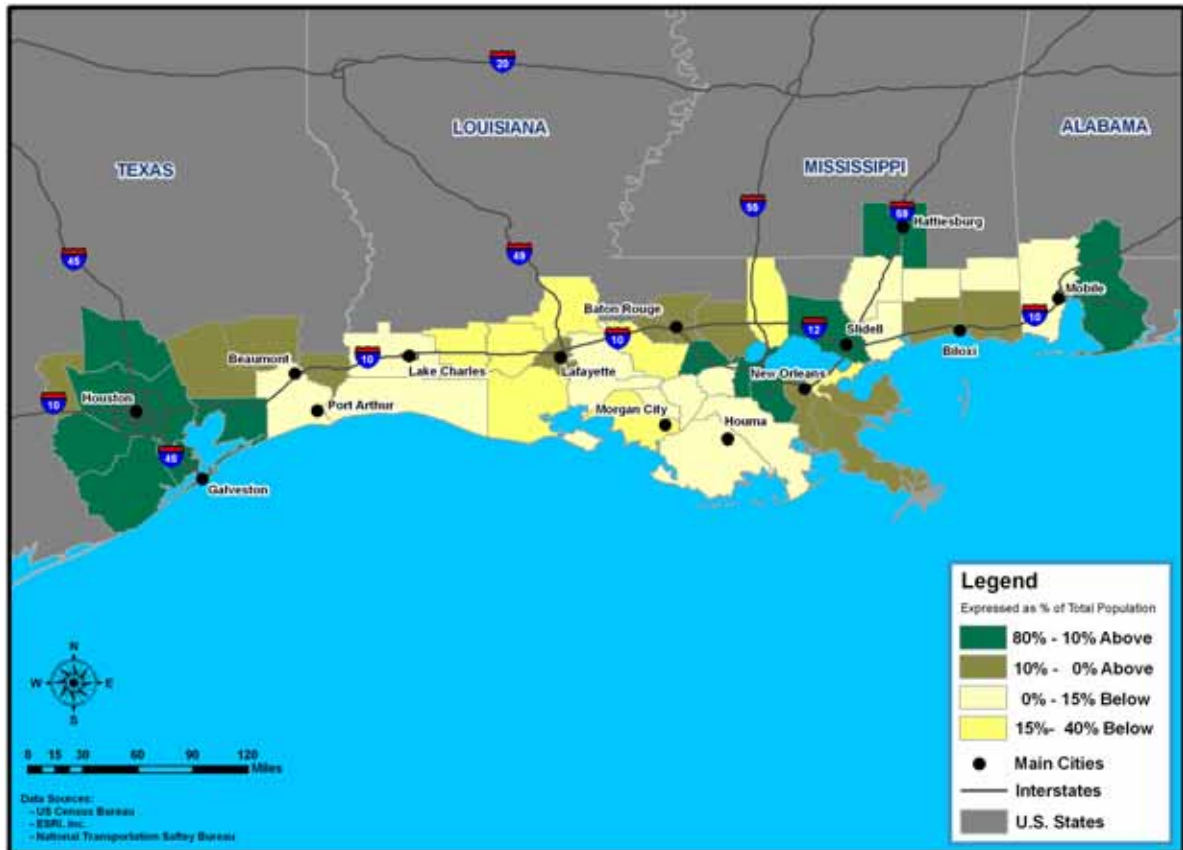 20
LOUISIANA
ALABAMA
TEXAS
MISSISSIPPI
55
59
Hattiesburg
45
49
Baton Rouge
Mobile
10
12
Slidell
10
Beaumont
10
Biloxi
Lake Charles
Lafayette
New Orleans
10
Houston
Port Arthur
Morgan City
Houma
45
Galveston
Legend
Expressed as % of Total Population
80% - 10% Above
10% - 0% Above
0% - 15% Below
15%- 40% Below
Main Cities
Interstates
U.S. States
N
W E
S
0 15 30 60 90 120
Miles
Data Sources:
- US Census Bureau
- ESRI, Inc.
- National Transportation Saftey Bureau